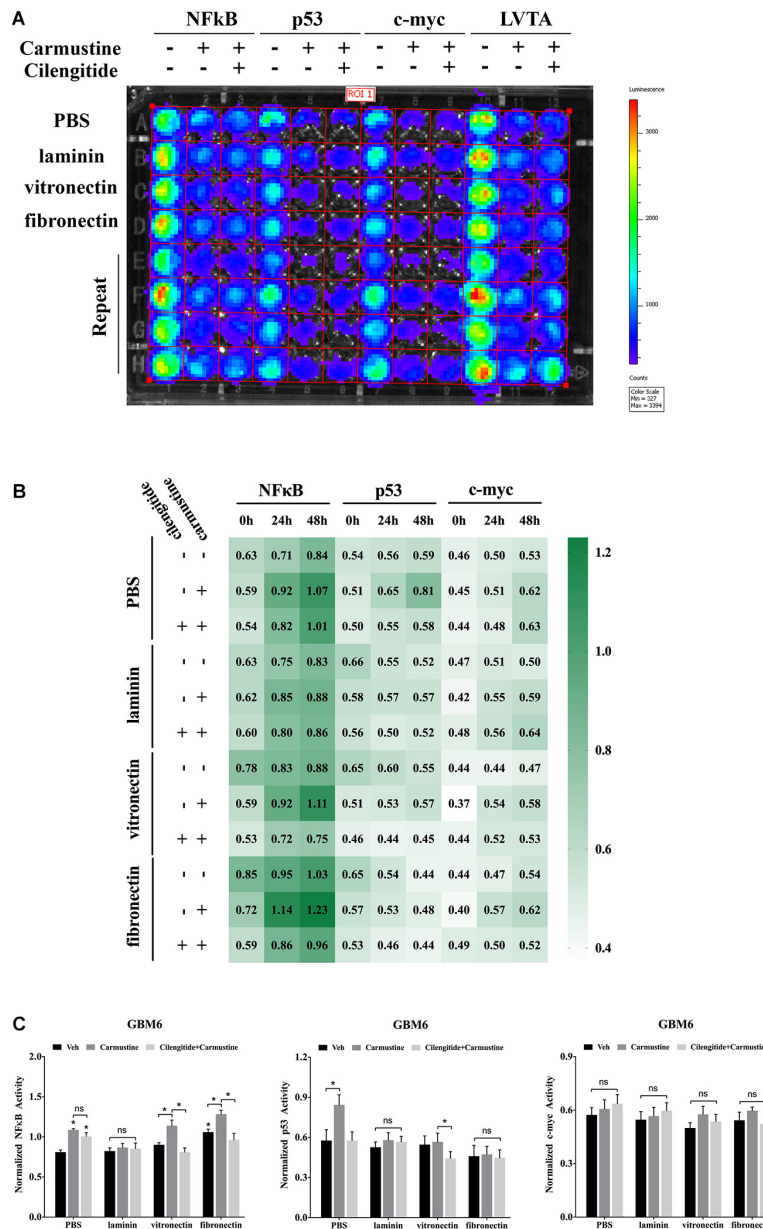 A
NFkB p53 c-myc LVTA
Carmustine - + + - + + - + + - + +
Cilengitide - - + - - + - - + - - +
ROI 1
PBS
laminin
vitronectin
fibronectin
Repeat
A
B
C
D
E
F
G
H
Luminescence
3000
2000
1000
Counts
Color Scale
Min = 327
Max = 3394
B
cilengitide carmustine
NFκB p53 c-myc
0h 24h 48h 0h 24h 48h 0h 24h 48h
PBS
- - 0.63 0.71 0.84 0.54 0.56 0.59 0.46 0.50 0.53
- + 0.59 0.92 1.07 0.51 0.65 0.81 0.45 0.51 0.62
+ + 0.54 0.82 1.01 0.50 0.55 0.58 0.44 0.48 0.63
laminin
- - 0.63 0.75 0.83 0.66 0.55 0.52 0.47 0.51 0.50
- + 0.62 0.85 0.88 0.58 0.57 0.57 0.42 0.55 0.59
+ + 0.60 0.80 0.86 0.56 0.50 0.52 0.48 0.56 0.64
vitronectin
- - 0.78 0.83 0.88 0.65 0.60 0.55 0.44 0.44 0.47
- + 0.59 0.92 1.11 0.51 0.53 0.57 0.37 0.54 0.58
+ + 0.53 0.72 0.75 0.46 0.44 0.45 0.44 0.52 0.53
fibronectin
- - 0.85 0.95 1.03 0.65 0.54 0.44 0.44 0.47 0.54
- + 0.72 1.14 1.23 0.57 0.53 0.48 0.40 0.57 0.62
+ + 0.59 0.86 0.96 0.53 0.46 0.44 0.49 0.50 0.52
1.2
1.0
0.8
0.6
0.4
C
GBM6
Veh Carmustine Cilengitide+Carmustine
Normalized NFκB Activity
2.0
1.5
1.0
0.5
0.0
ns
* *
ns
* *
* *
*
PBS laminin vitronectin fibronectin
GBM6
Veh Carmustine Cilengitide+Carmustine
Normalized p53 Activity
1.2
0.9
0.6
0.3
0.0
*
ns
*
ns
PBS laminin vitronectin fibronectin
GBM6
Veh Carmustine Cilengitide+Carmustin
Normalized c-myc Activity
0.9
0.6
0.3
0.0
ns
ns
ns
ns
PBS laminin vitronectin fibronectin